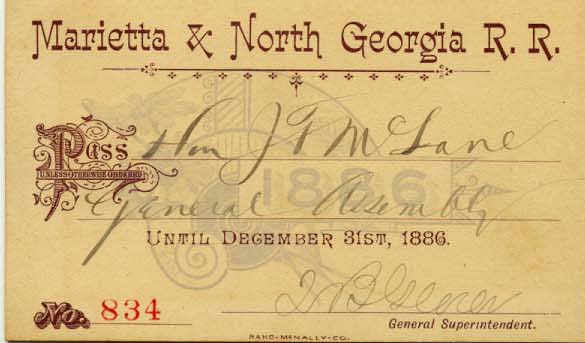 Marietta & North Georgia R. R.
Pass Hon J F McLane
UNLESS OTHERWISE ORDERED
1886
General Assembly
UNTIL DECEMBER 31ST, 1886.
No. 834
General Superintendent.
RAND-MCNALLY-CO.